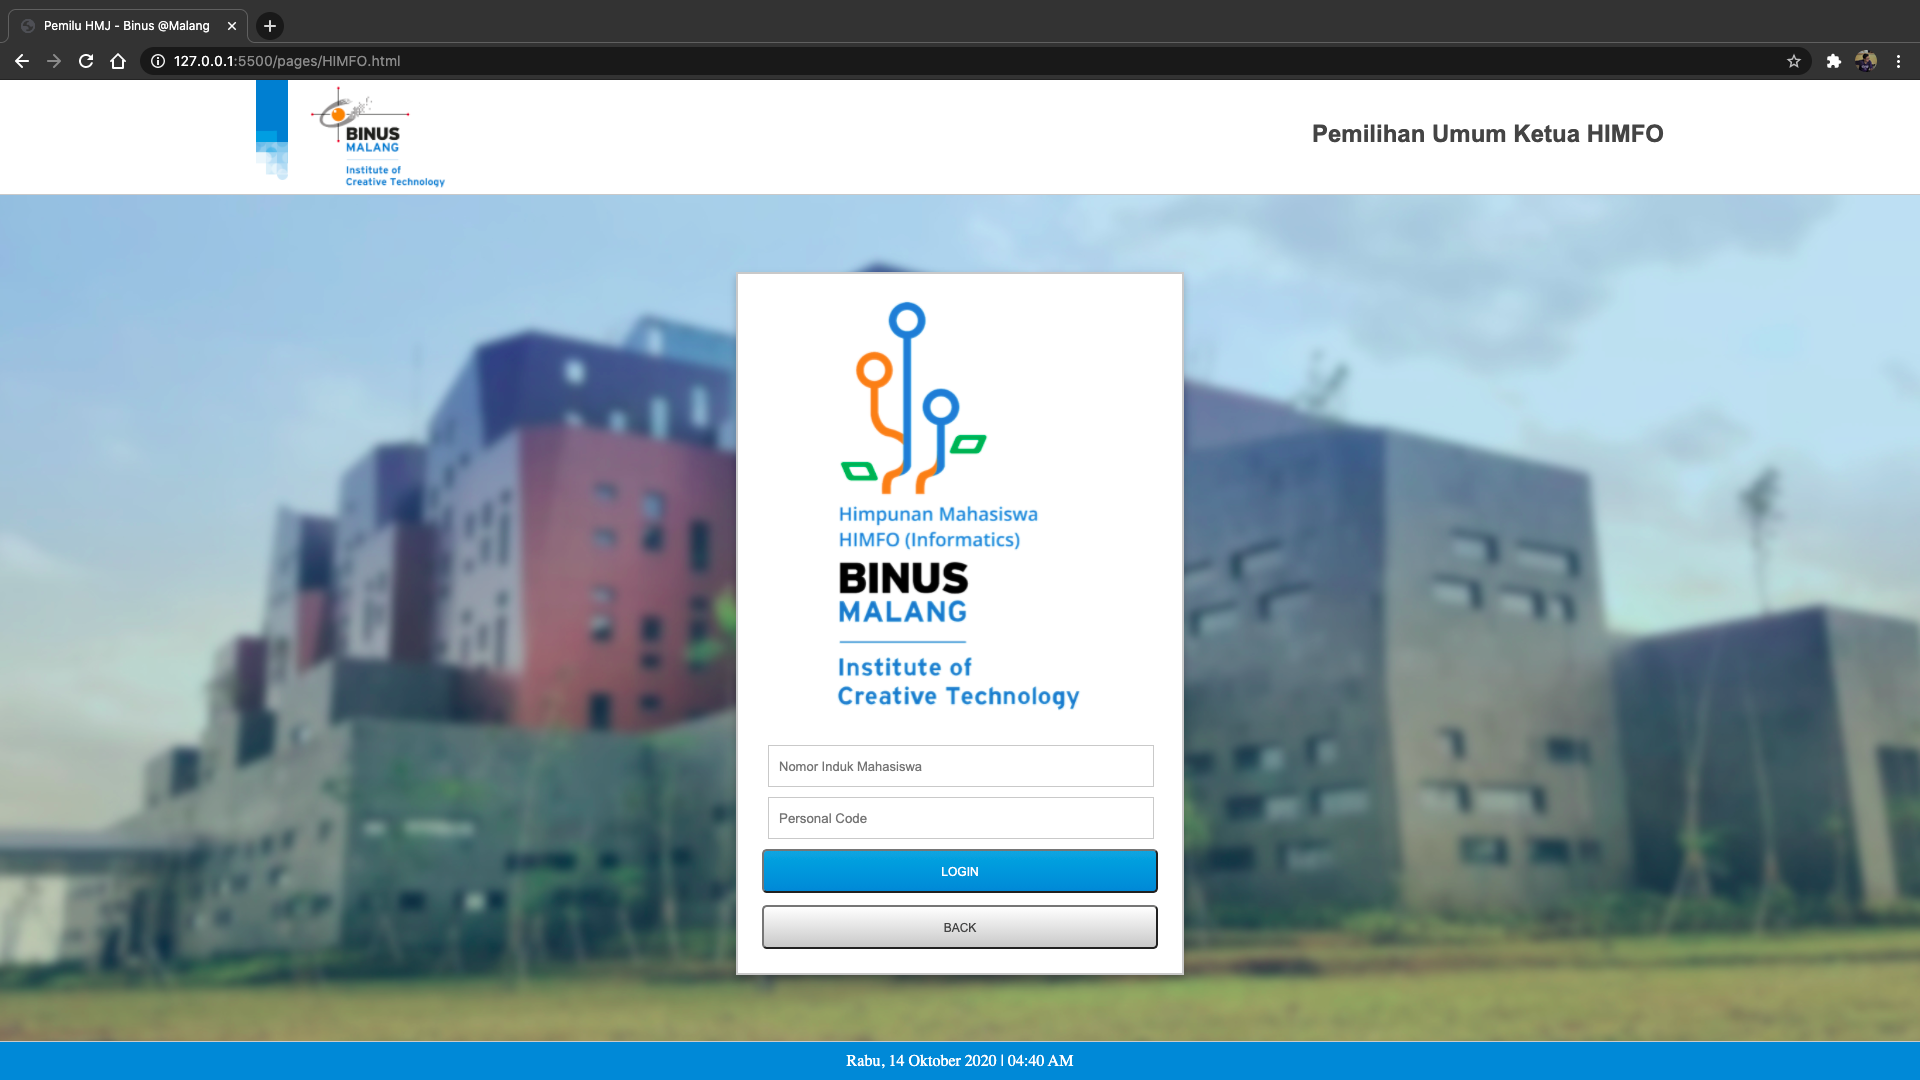 Pemilu HMJ - Binus @Malang
127.0.0.1:5500/pages/HIMFO.html
BINUS
MALANG
Institute of
Creative Technology
Pemilihan Umum Ketua HIMFO
Himpunan Mahasiswa
HIMFO (Informatics)
BINUS
MALANG
Institute of
Creative Technology
Nomor Induk Mahasiswa
Personal Code
LOGIN
BACK
Rabu, 14 Oktober 2020 | 04:40 AM